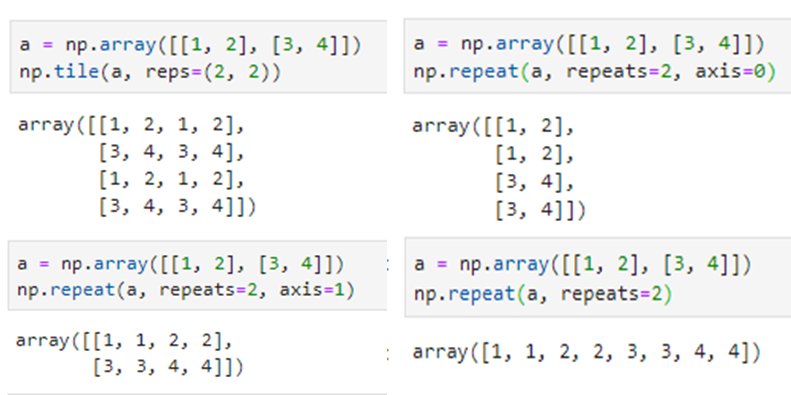 a = np.array([[1, 2], [3, 4]])
np.tile(a, reps=(2, 2))
array([[1, 2, 1, 2],
[3, 4, 3, 4],
[1, 2, 1, 2],
[3, 4, 3, 4]])
a = np.array([[1, 2], [3, 4]])
np.repeat(a, repeats=2, axis=0)
array([[1, 2],
[1, 2],
[3, 4],
[3, 4]])
a = np.array([[1, 2], [3, 4]])
np.repeat(a, repeats=2, axis=1)
array([[1, 1, 2, 2],
[3, 3, 4, 4]])
a = np.array([[1, 2], [3, 4]])
np.repeat(a, repeats=2)
array([1, 1, 2, 2, 3, 3, 4, 4])